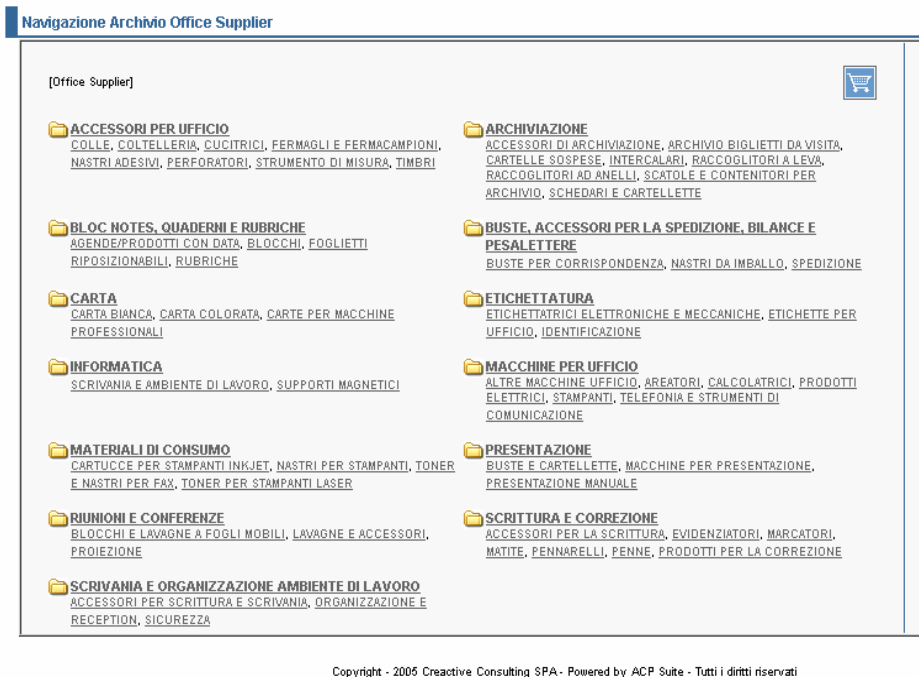 Navigazione Archivio Office Supplier
[Office Supplier]
ACCESSORI PER UFFICIO
COLLE, COLTELLERIA, CUCITRICI, FERMAGLI E FERMACAMPIONI,
NASTRI ADESIVI, PERFORATORI, STRUMENTO DI MISURA, TIMBRI
ARCHIVIAZIONE
ACCESSORI DI ARCHIVIAZIONE, ARCHIVIO BIGLIETTI DA VISITA,
CARTELLE SOSPESE, INTERCALARI, RACCOGLITORI A LEVA,
RACCOGLITORI AD ANELLI, SCATOLE E CONTENITORI PER
ARCHIVIO, SCHEDARI E CARTELLETTE
BLOC NOTES, QUADERNI E RUBRICHE
AGENDE/PRODOTTI CON DATA, BLOCCHI, FOGLIETTI
RIPOSIZIONABILI, RUBRICHE
BUSTE, ACCESSORI PER LA SPEDIZIONE, BILANCE E
PESALETTERE
BUSTE PER CORRISPONDENZA, NASTRI DA IMBALLO, SPEDIZIONE
CARTA
CARTA BIANCA, CARTA COLORATA, CARTE PER MACCHINE
PROFESSIONALI
ETICHETTATURA
ETICHETTATRICI ELETTRONICHE E MECCANICHE, ETICHETTE PER
UFFICIO, IDENTIFICAZIONE
INFORMATICA
SCRIVANIA E AMBIENTE DI LAVORO, SUPPORTI MAGNETICI
MACCHINE PER UFFICIO
ALTRE MACCHINE UFFICIO, AREATORI, CALCOLATRICI, PRODOTTI
ELETTRICI, STAMPANTI, TELEFONIA E STRUMENTI DI
COMUNICAZIONE
MATERIALI DI CONSUMO
CARTUCCE PER STAMPANTI INKJET, NASTRI PER STAMPANTI, TONER
E NASTRI PER FAX, TONER PER STAMPANTI LASER
PRESENTAZIONE
BUSTE E CARTELLETTE, MACCHINE PER PRESENTAZIONE,
PRESENTAZIONE MANUALE
RIUNIONI E CONFERENZE
BLOCCHI E LAVAGNE A FOGLI MOBILI, LAVAGNE E ACCESSORI,
PROIEZIONE
SCRITTURA E CORREZIONE
ACCESSORI PER LA SCRITTURA, EVIDENZIATORI, MARCATORI,
MATITE, PENNARELLI, PENNE, PRODOTTI PER LA CORREZIONE
SCRIVANIA E ORGANIZZAZIONE AMBIENTE DI LAVORO
ACCESSORI PER SCRITTURA E SCRIVANIA, ORGANIZZAZIONE E
RECEPTION, SICUREZZA
Copyright - 2005 Creactive Consulting SPA - Powered by ACP Suite - Tutti i diritti riservati